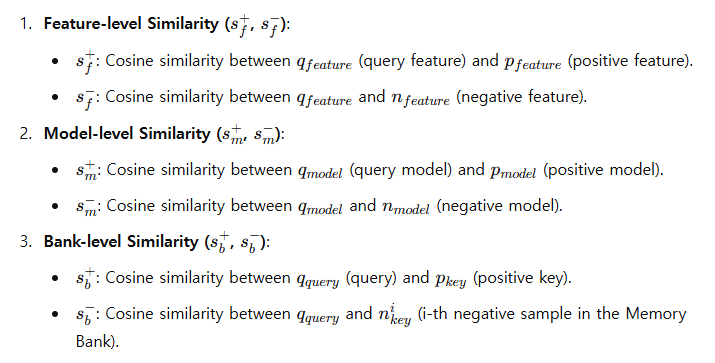 1. Feature-level Similarity (s_f^+, s_f^-):
• s_f^+: Cosine similarity between q_{feature} (query feature) and p_{feature} (positive feature).
• s_f^-: Cosine similarity between q_{feature} and n_{feature} (negative feature).
2. Model-level Similarity (s_m^+, s_m^-):
• s_m^+: Cosine similarity between q_{model} (query model) and p_{model} (positive model).
• s_m^-: Cosine similarity between q_{model} and n_{model} (negative model).
3. Bank-level Similarity (s_b^+, s_b^-):
• s_b^+: Cosine similarity between q_{query} (query) and p_{key} (positive key).
• s_b^-: Cosine similarity between q_{query} and n_{key}^i (i-th negative sample in the Memory
Bank).